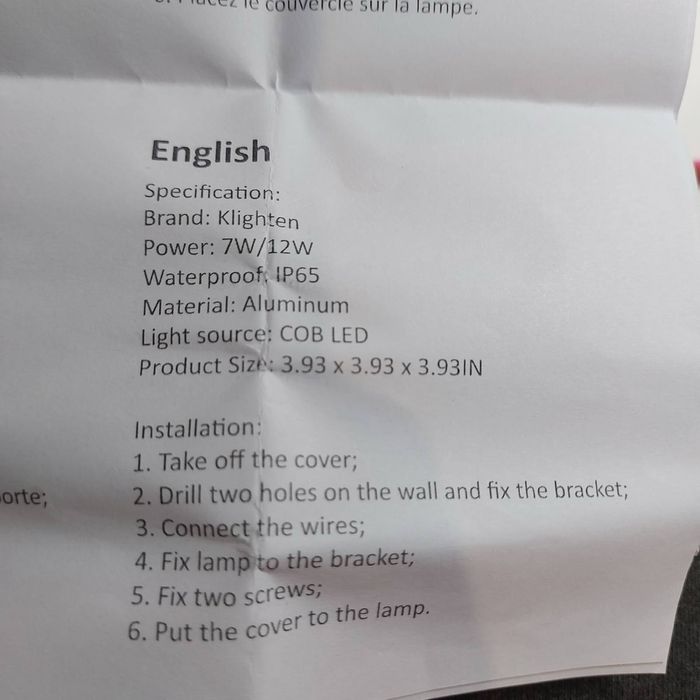 Placez le couvercle sur la lampe.
English
Specification:
Brand: Klighten
Power: 7W/12W
Waterproof: IP65
Material: Aluminum
Light source: COB LED
Product Size: 3.93 x 3.93 x 3.93IN
Installation:
1. Take off the cover;
orte;
2. Drill two holes on the wall and fix the bracket;
3. Connect the wires;
4. Fix lamp to the bracket;
5. Fix two screws;
6. Put the cover to the lamp.